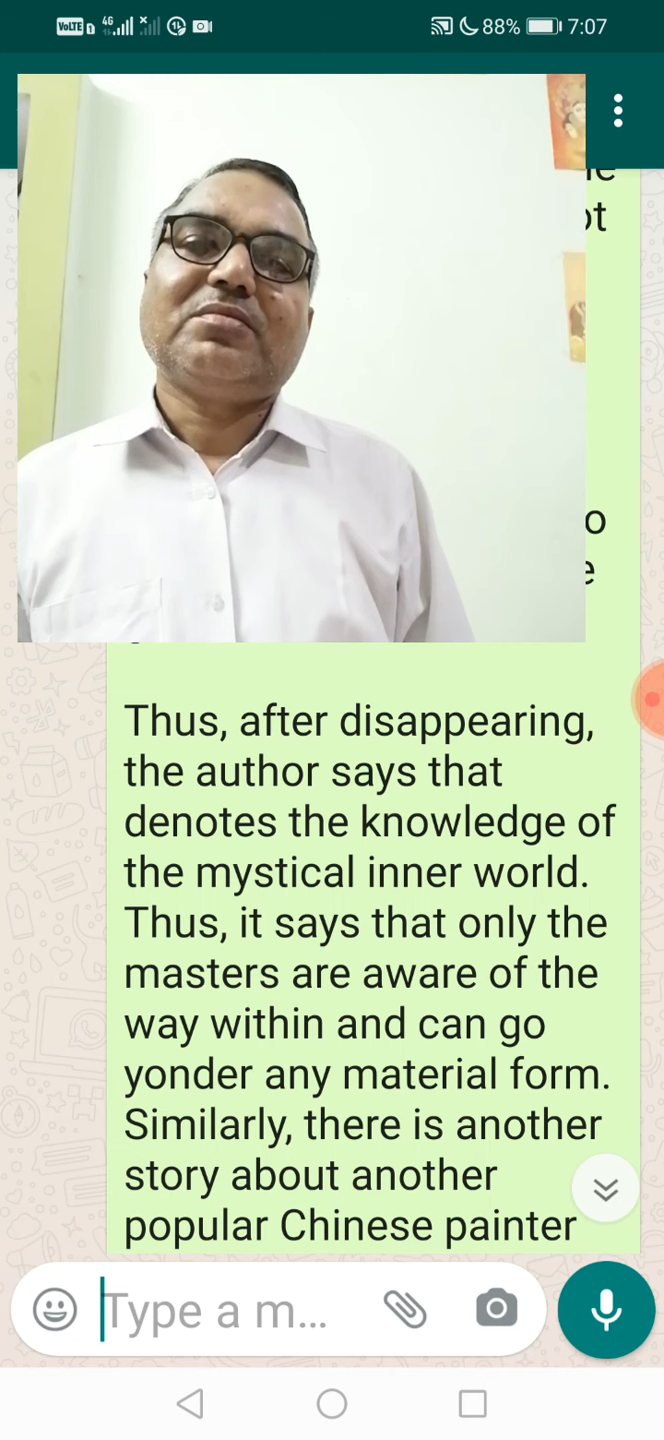 VoLTE 4G 88% 7:07
Thus, after disappearing,
the author says that
denotes the knowledge of
the mystical inner world.
Thus, it says that only the
masters are aware of the
way within and can go
yonder any material form.
Similarly, there is another
story about another
popular Chinese painter
Type a m...